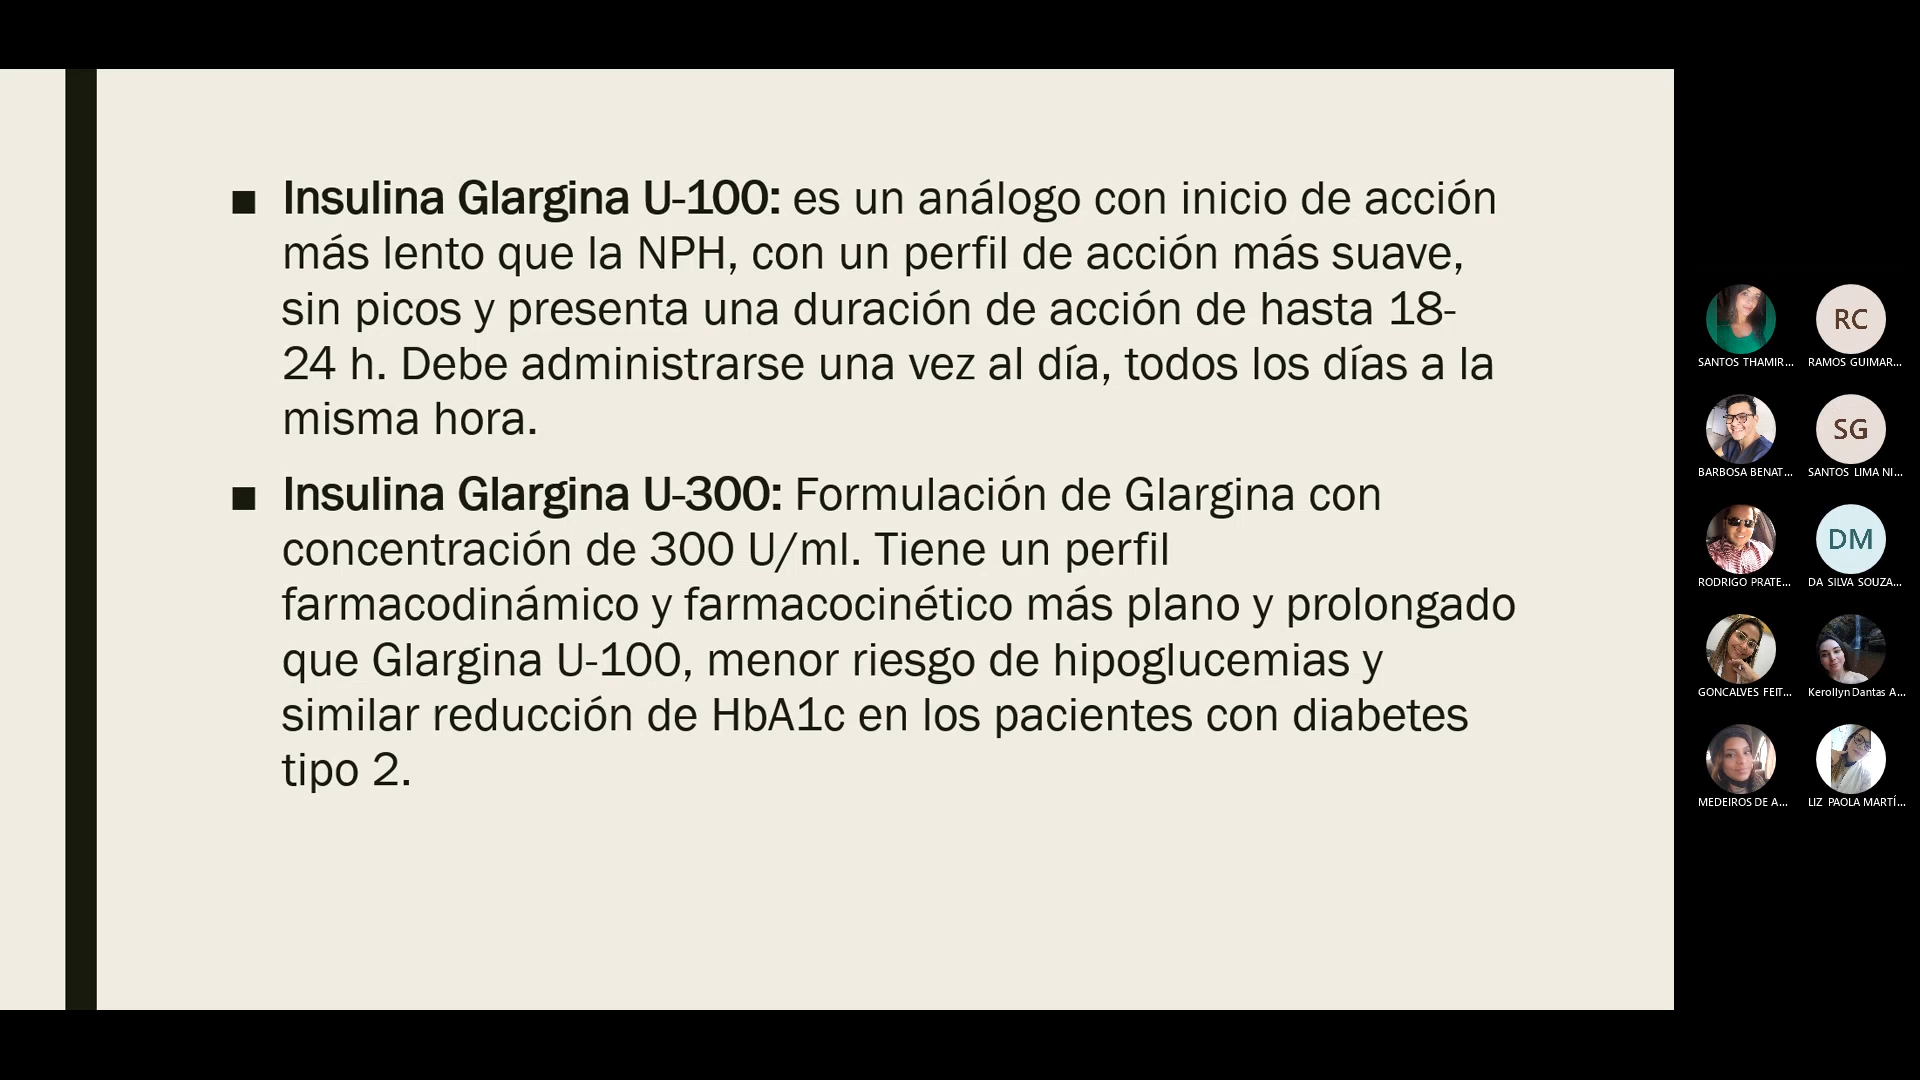 ■ Insulina Glargina U-100: es un análogo con inicio de acción
más lento que la NPH, con un perfil de acción más suave,
sin picos y presenta una duración de acción de hasta 18-
24 h. Debe administrarse una vez al día, todos los días a la
misma hora.
■ Insulina Glargina U-300: Formulación de Glargina con
concentración de 300 U/ml. Tiene un perfil
farmacodinámico y farmacocinético más plano y prolongado
que Glargina U-100, menor riesgo de hipoglucemias y
similar reducción de HbA1c en los pacientes con diabetes
tipo 2.
RC
SANTOS THAMIR... RAMOS GUIMAR...
SG
BARBOSA BENAT... SANTOS LIMA NI...
DM
RODRIGO PRATE... DA SILVA SOUZA...
GONCALVES FEIT... Kerollyn Dantas A...
MEDEIROS DE A... LIZ PAOLA MARTÍ...